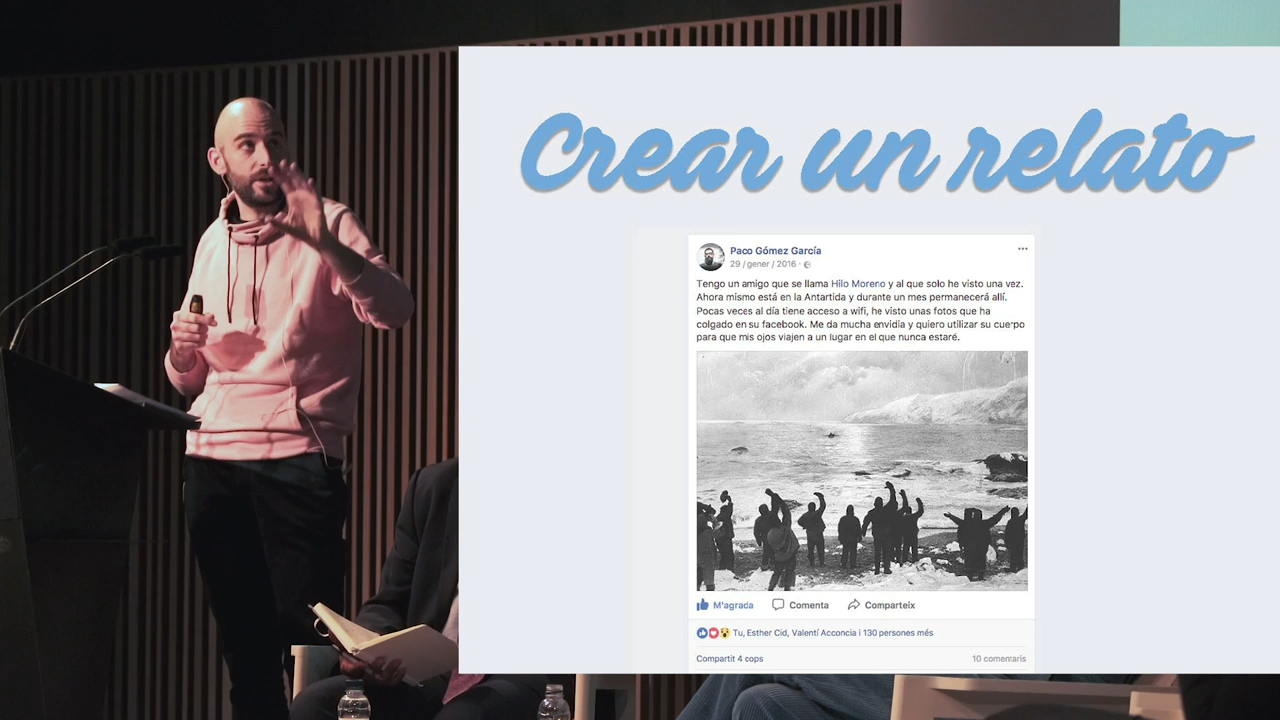 Crear un relato
Paco Gómez García
29 / gener / 2016 ·
Tengo un amigo que se llama Hilo Moreno y al que solo he visto una vez.
Ahora mismo está en la Antartida y durante un mes permanecerá allí.
Pocas veces al día tiene acceso a wifi, he visto unas fotos que ha
colgado en su facebook. Me da mucha envidia y quiero utilizar su cuerpo
para que mis ojos viajen a un lugar en el que nunca estaré.
M'agrada Comenta Comparteix
Tu, Esther Cid, Valentí Acconcia i 130 persones més
Compartit 4 cops 10 comentaris